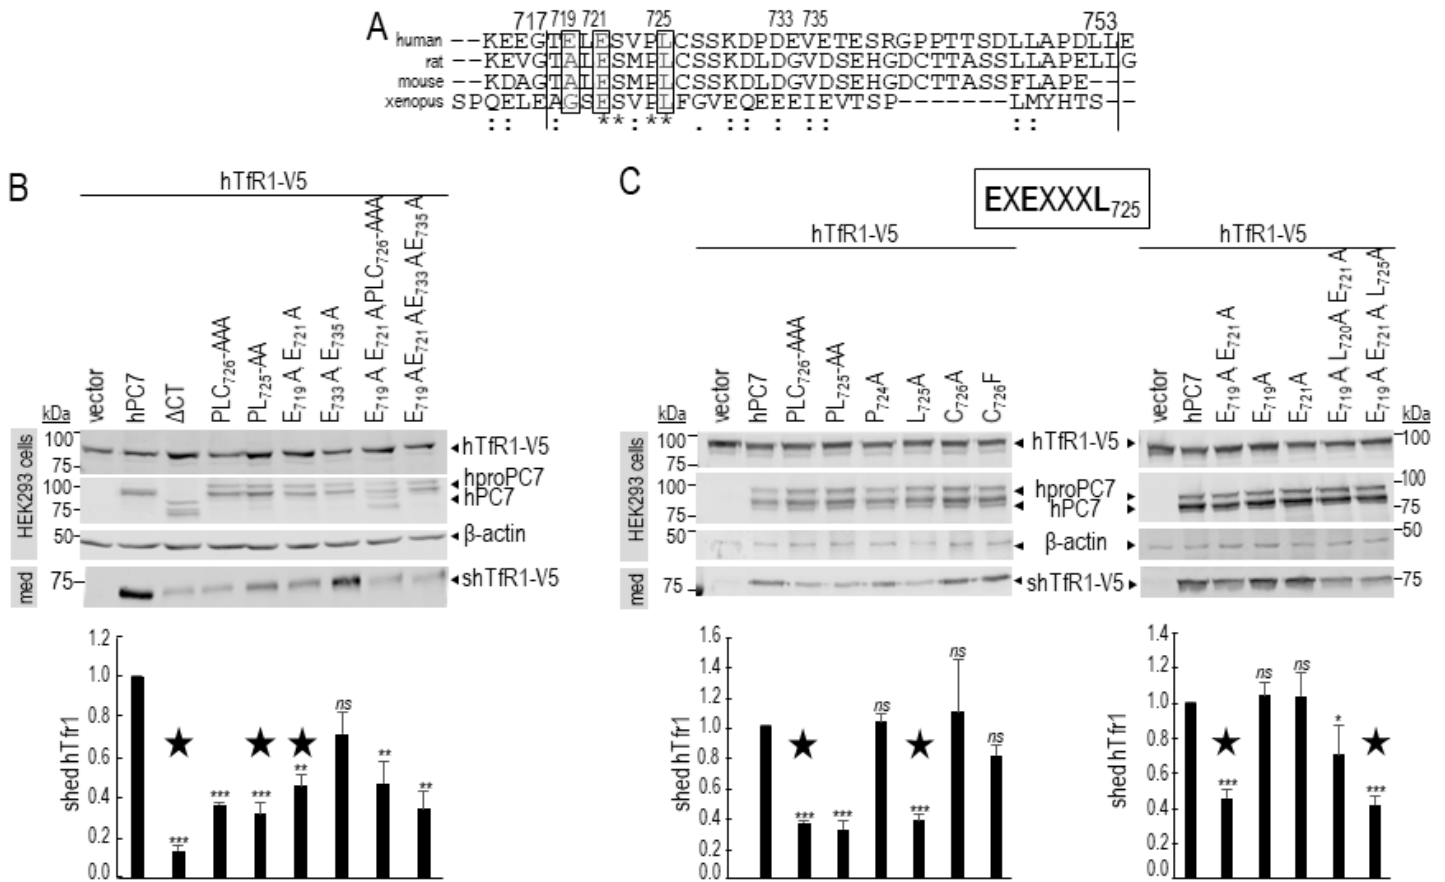 A
717 719 721 725 733 735 753
human --KEEGTELESVPLCSSKDPDEVETESRGPPTTSDLLAPDLLE
rat --KEVGTALESMPLCSSKDLDGVDSEHGDCTTASSLLAPELLG
mouse --KDAGTALESMPLCSSKDLDGVDSEHGDCTTASSFLAPE---
xenopus SPQELEAGSESVPLFGVEQEEEIEVTSP-------LMYHTS--
:: : **:** . :: : :: ::
B
hTfR1-V5
kDa
vector
hPC7
ΔCT
PLC726-AAA
PL725-AA
E719A,E721A
E733A,E735A
E719A,E721A,PLC726-AAA
E719A,E721A,E733A,E735A
HEK293 cells
100
75
hTfR1-V5
100
75
hproPC7
hPC7
50
β-actin
med
75
shTfR1-V5
shed hTfr1
1.2
1.0
0.8
0.6
0.4
0.2
0.0
*** *** *** ** ns ** **
C
EXEXXXL725
hTfR1-V5
kDa
vector
hPC7
PLC726-AAA
PL725-AA
P724A
L725A
C726A
C726F
hTfR1-V5
vector
hPC7
E719A,E721A
E719A
E721A
E719A,L720A,E721A
E719A,E721A,L725A
kDa
HEK293 cells
100
75
hTfR1-V5
100
100
75
hproPC7
hPC7
100
75
50
β-actin
50
med
75
shTfR1-V5
75
shed hTfr1
1.6
1.4
1.2
1.0
0.8
0.6
0.4
0.2
0.0
*** *** ns *** ns ns
shed hTfr1
1.4
1.2
1.0
0.8
0.6
0.4
0.2
0.0
*** ns ns * ***